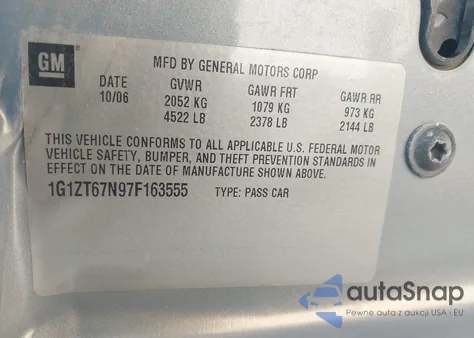 GM
MFD BY GENERAL MOTORS CORP
DATE GVWR GAWR FRT GAWR RR
10/06 2052 KG 1079 KG 973 KG
4522 LB 2378 LB 2144 LB
THIS VEHICLE CONFORMS TO ALL APPLICABLE U.S. FEDERAL MOTOR
VEHICLE SAFETY, BUMPER, AND THEFT PREVENTION STANDARDS IN
EFFECT ON THE DATE OF MANUFACTURE SHOWN ABOVE.
1G1ZT67N97F163555 TYPE: PASS CAR
autaSnap
Pewne auta z aukcji USA - EU